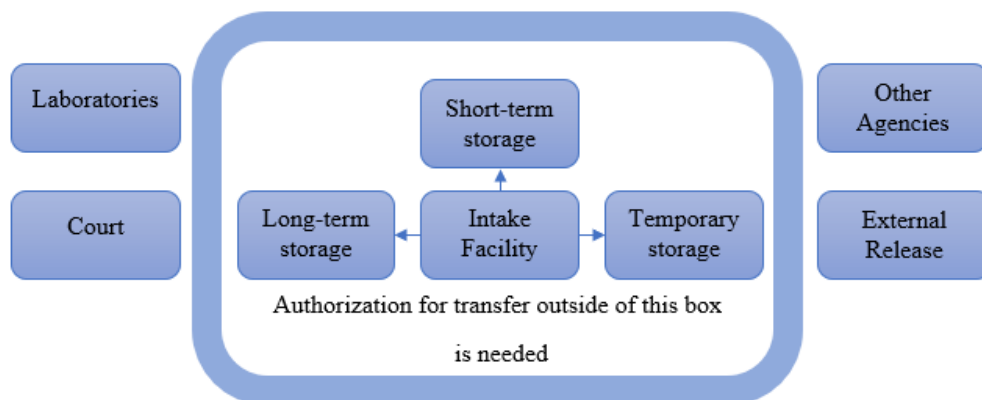 Laboratories
Court
Short-term
storage
Long-term
storage
Intake
Facility
Temporary
storage
Authorization for transfer outside of this box
is needed
Other
Agencies
External
Release